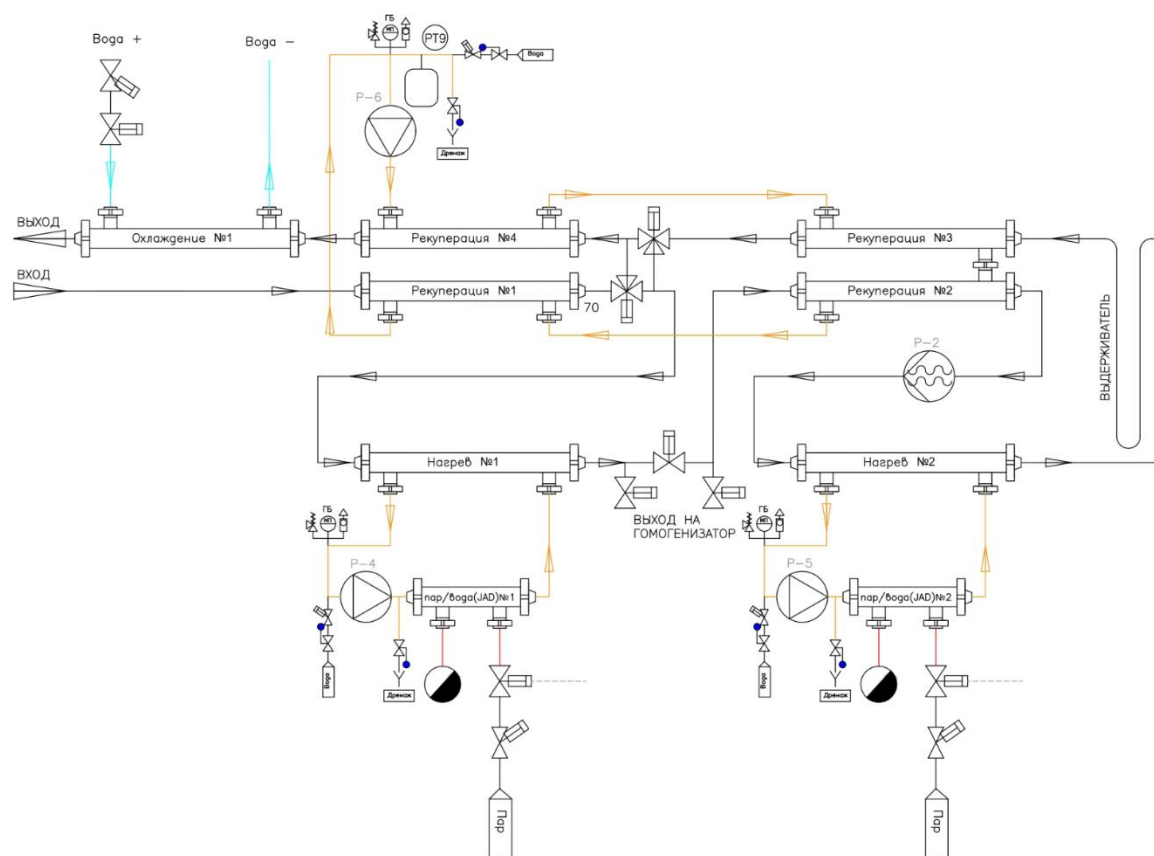 Вода +
Вода –
ГБ
МП
PT9
Вода
P-6
Дренаж
ВЫХОД
Охлаждение №1
Рекуперация №4
Рекуперация №3
ВХОД
Рекуперация №1
70
Рекуперация №2
P-2
ВЫДЕРЖИВАТЕЛЬ
Нагрев №1
Нагрев №2
ВЫХОД НА
ГОМОГЕНИЗАТОР
ГБ
МП
P-4
пар/вода(JAD)№1
Вода
Дренаж
Пар
ГБ
МП
P-5
пар/вода(JAD)№2
Вода
Дренаж
Пар